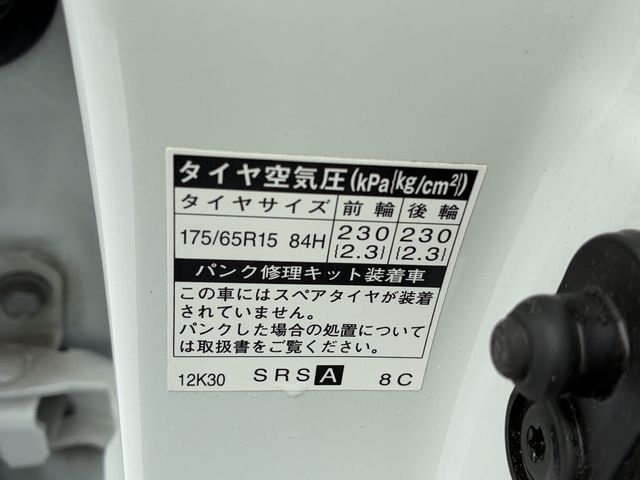 タイヤ空気圧(kPa{kg/cm²})
タイヤサイズ 前輪 後輪
175/65R15 84H 230 230
{2.3} {2.3}
パンク修理キット装着車
この車にはスペアタイヤが装着
されていません。
パンクした場合の処置について
は取扱書をご覧ください。
12K30 SRS A 8C